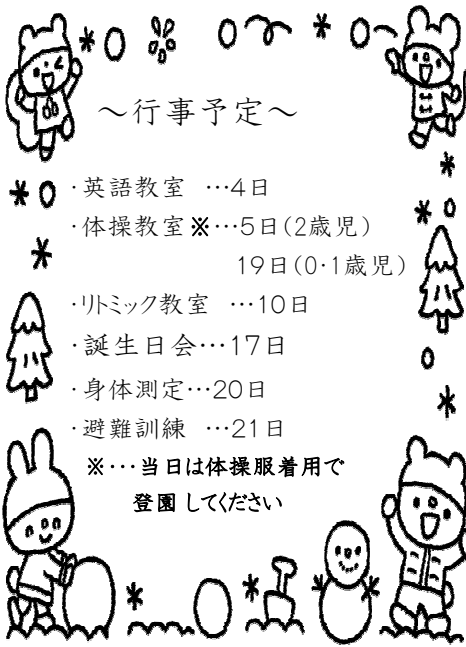 ～行事予定～
・英語教室 …4日
・体操教室※…5日(2歳児)
19日(0・1歳児)
・リトミック教室 …10日
・誕生日会…17日
・身体測定…20日
・避難訓練 …21日
※・・・当日は体操服着用で
登園してください